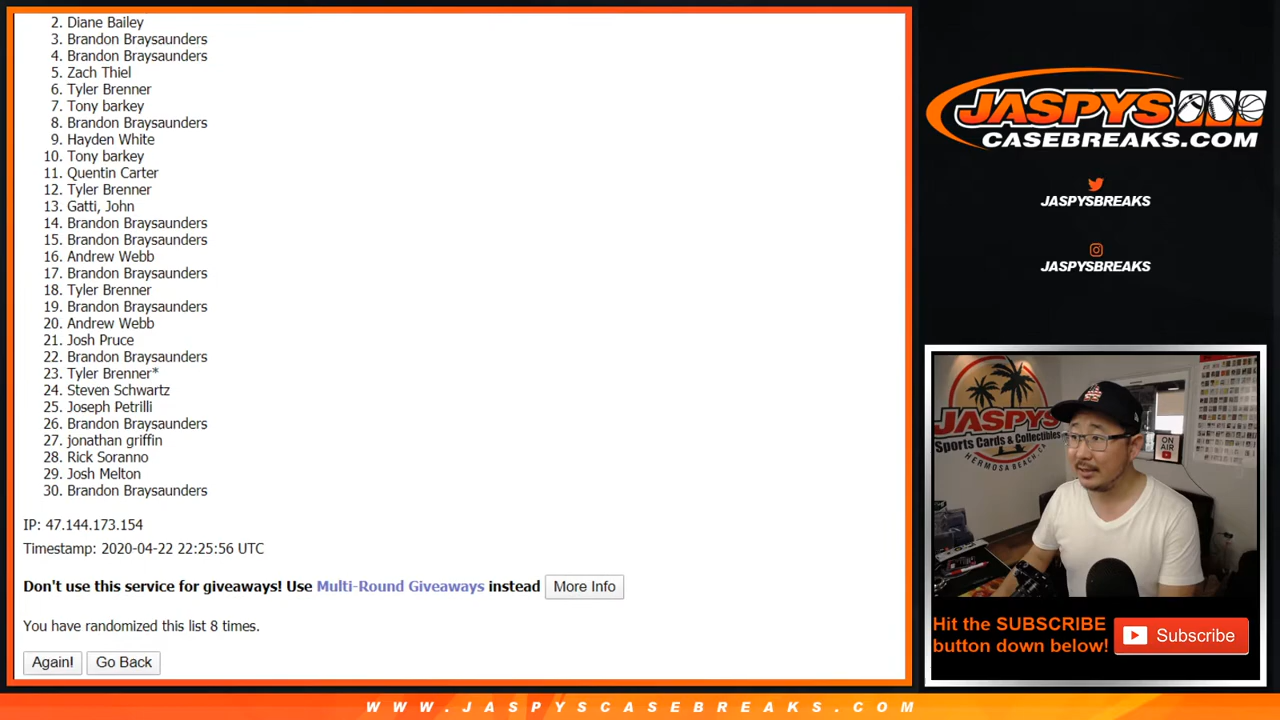 2. Diane Bailey
3. Brandon Braysaunders
4. Brandon Braysaunders
5. Zach Thiel
6. Tyler Brenner
7. Tony barkey
8. Brandon Braysaunders
9. Hayden White
10. Tony barkey
11. Quentin Carter
12. Tyler Brenner
13. Gatti, John
14. Brandon Braysaunders
15. Brandon Braysaunders
16. Andrew Webb
17. Brandon Braysaunders
18. Tyler Brenner
19. Brandon Braysaunders
20. Andrew Webb
21. Josh Pruce
22. Brandon Braysaunders
23. Tyler Brenner*
24. Steven Schwartz
25. Joseph Petrilli
26. Brandon Braysaunders
27. jonathan griffin
28. Rick Soranno
29. Josh Melton
30. Brandon Braysaunders
IP: 47.144.173.154
Timestamp: 2020-04-22 22:25:56 UTC
Don't use this service for giveaways! Use Multi-Round Giveaways instead More Info
You have randomized this list 8 times.
Again! Go Back
JASPYS
CASEBREAKS.COM
JASPYSBREAKS
JASPYSBREAKS
JASPYS
Sports Cards & Collectibles
HERMOSA BEACH, CA
ON
AIR
Hit the SUBSCRIBE
button down below!
Subscribe
WWW.JASPYSCASEBREAKS.COM